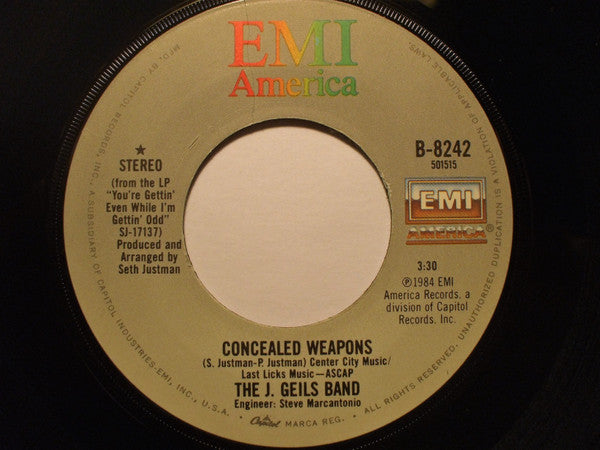 EMI
America
★
STEREO
(from the LP
"You're Gettin'
Even While I'm
Gettin' Odd"
SJ-17137)
Produced and
Arranged by
Seth Justman
B-8242
501515
EMI
AMERICA®
3:30
℗1984 EMI
America Records, a
division of Capitol
Records, Inc.
CONCEALED WEAPONS
(S. Justman-P. Justman) Center City Music/
Last Licks Music—ASCAP
THE J. GEILS BAND
Engineer: Steve Marcantonio
MFD. BY CAPITOL RECORDS, INC., A SUBSIDIARY OF CAPITOL INDUSTRIES-EMI, INC., U.S.A. ★ Capitol MARCA REG. • ALL RIGHTS RESERVED. UNAUTHORIZED DUPLICATION IS A VIOLATION OF APPLICABLE LAWS.